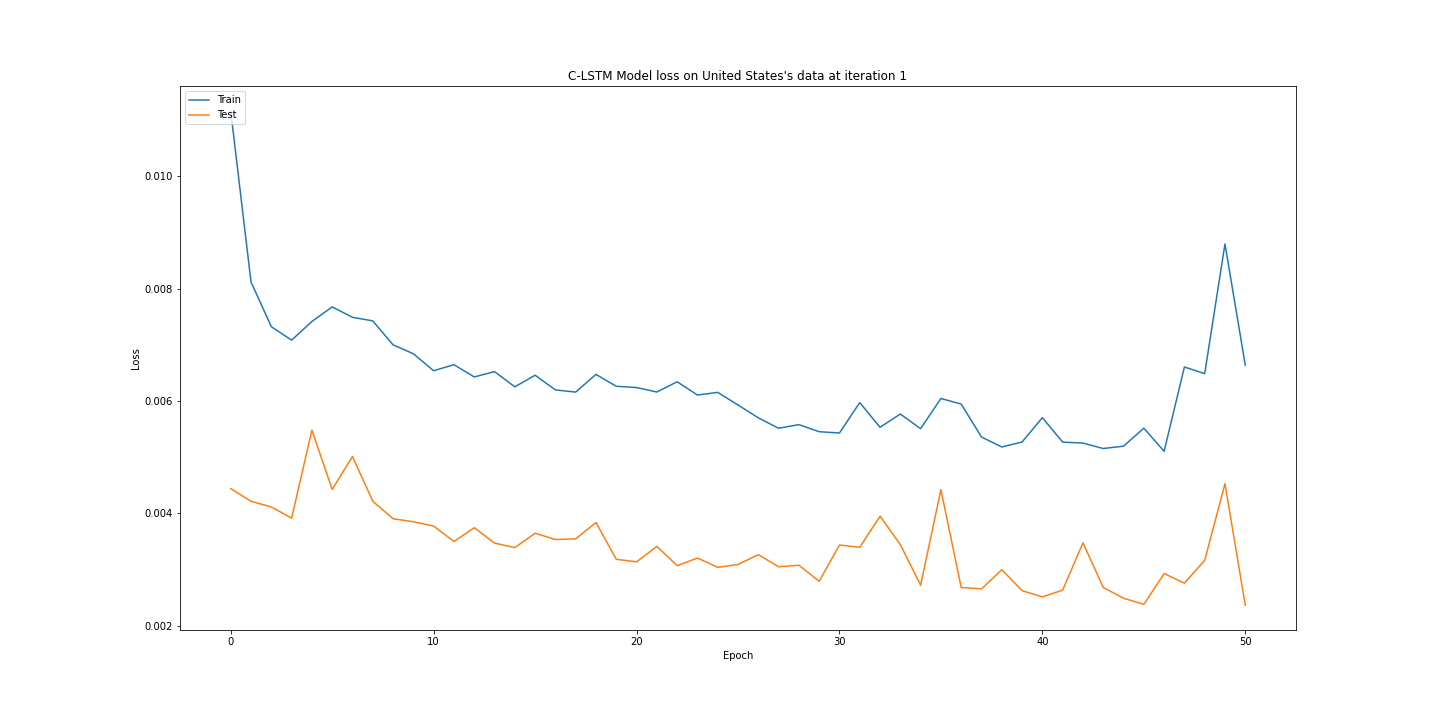 C-LSTM Model loss on United States's data at iteration 1
Train
Test
0.010
0.008
0.006
0.004
0.002
Loss
0 10 20 30 40 50
Epoch